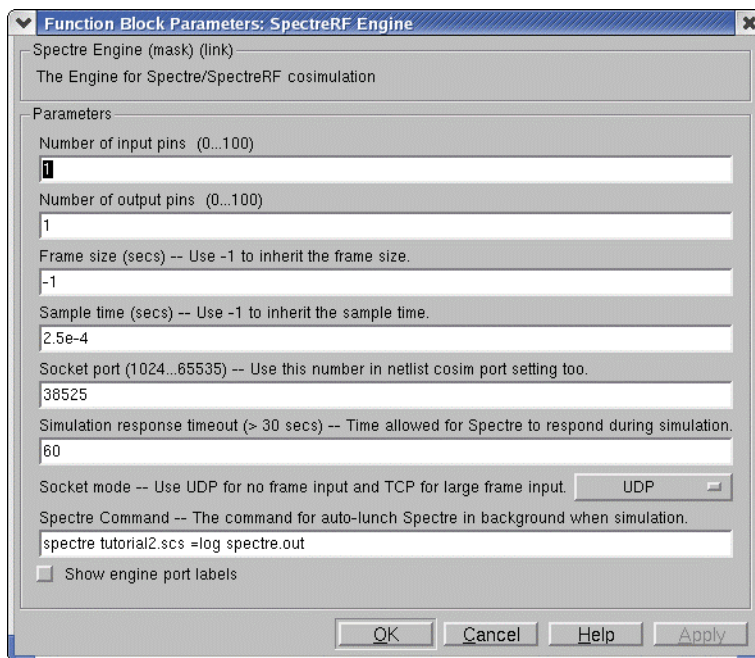 Function Block Parameters: SpectreRF Engine
Spectre Engine (mask) (link)
The Engine for Spectre/SpectreRF cosimulation
Parameters
Number of input pins (0...100)
1
Number of output pins (0...100)
1
Frame size (secs) -- Use -1 to inherit the frame size.
-1
Sample time (secs) -- Use -1 to inherit the sample time.
2.5e-4
Socket port (1024...65535) -- Use this number in netlist cosim port setting too.
38525
Simulation response timeout (> 30 secs) -- Time allowed for Spectre to respond during simulation.
60
Socket mode -- Use UDP for no frame input and TCP for large frame input. UDP
Spectre Command -- The command for auto-lunch Spectre in background when simulation.
spectre tutorial2.scs =log spectre.out
Show engine port labels
OK Cancel Help Apply